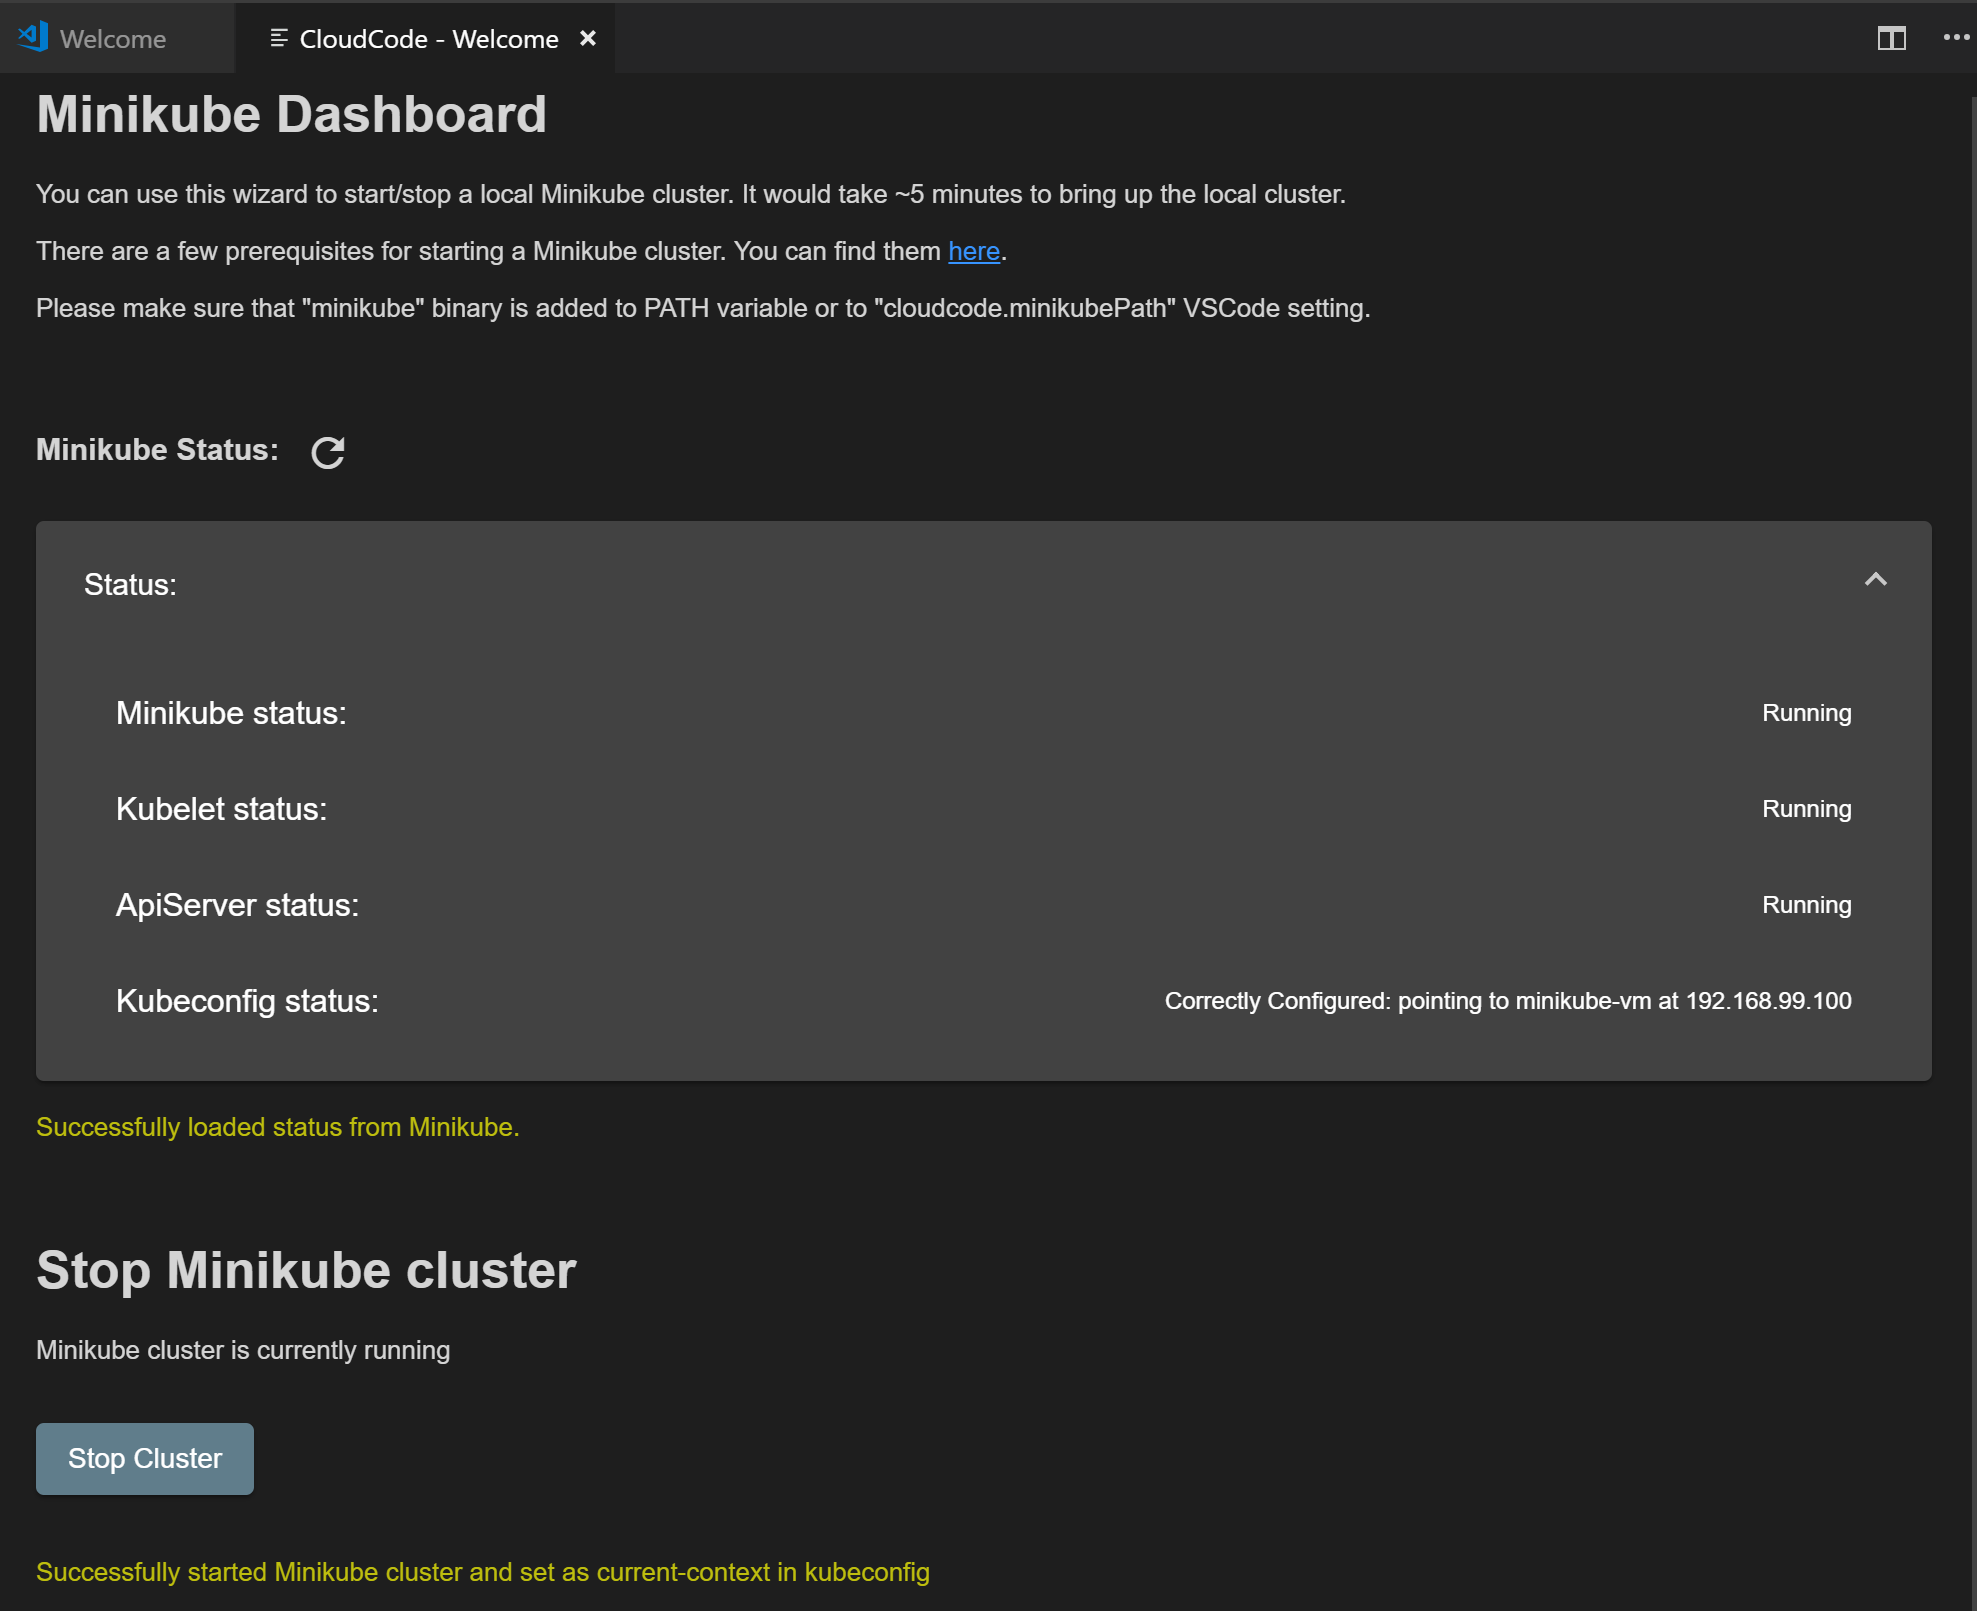 Welcome
CloudCode - Welcome
Minikube Dashboard
You can use this wizard to start/stop a local Minikube cluster. It would take ~5 minutes to bring up the local cluster.
There are a few prerequisites for starting a Minikube cluster. You can find them here.
Please make sure that "minikube" binary is added to PATH variable or to "cloudcode.minikubePath" VSCode setting.
Minikube Status:
Status:
Minikube status: Running
Kubelet status: Running
ApiServer status: Running
Kubeconfig status: Correctly Configured: pointing to minikube-vm at 192.168.99.100
Successfully loaded status from Minikube.
Stop Minikube cluster
Minikube cluster is currently running
Stop Cluster
Successfully started Minikube cluster and set as current-context in kubeconfig